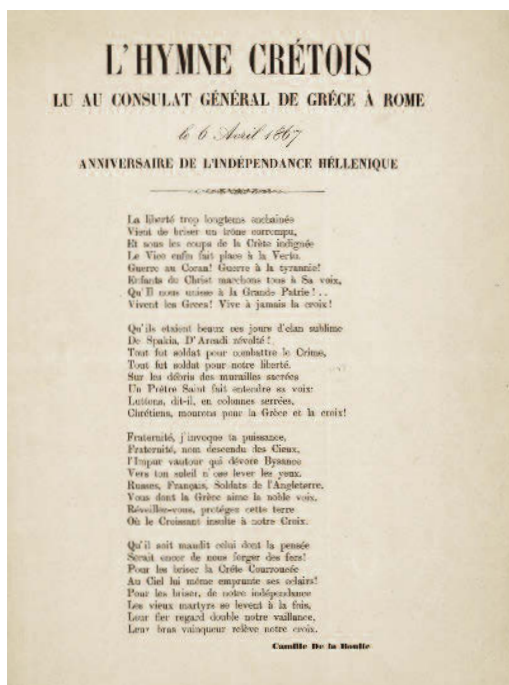 L'HYMNE CRÉTOIS
LU AU CONSULAT GÉNÉRAL DE GRÊCE À ROME
le 6 Avril 1867
ANNIVERSAIRE DE L'INDÉPENDANCE HÉLLENIQUE
La liberté trop longtems enchainée
Vient de briser un trône corrompu,
Et sous les coups de la Crète indignée
Le Vice enfin fait place à la Vertu.
Guerre au Coran! Guerre à la tyrannie!
Enfants du Christ marchons tous à Sa voix,
Qu'Il nous unisse à la Grande Patrie! . .
Vivent les Grecs! Vive à jamais la croix!
Qu'ils etaient beaux ces jours d'elan sublime
De Spakia, D'Arcadi révolté!
Tout fut soldat pour combattre le Crime,
Tout fut soldat pour notre liberté.
Sur les débris des murailles sacrées
Un Prêtre Saint fait entendre sa voix:
Luttons, dit-il, en colonnes serrées,
Chrétiens, mourons pour la Grèce et la croix!
Fraternité, j'invoque ta puissance,
Fraternité, nom descendu des Cieux,
l'Impur vautour qui dévore Bysance
Vers ton soleil n'ose lever les yeux.
Russes, Français, Soldats de l'Angleterre,
Vous dont la Grèce aime la noble voix,
Réveillez-vous, protégez cette terre
Où le Croissant insulte à notre Croix.
Qu'il soit maudit celui dont la pensée
Serait encor de nous forger des fers!
Pour les briser la Crête Courroucée
Au Ciel lui même emprunte ses eclairs!
Pour les briser, de notre indépendance
Les vieux martyrs se levent à la fois,
Leur fier regard double notre vaillance,
Leur bras vainqueur relève notre croix.
Camille De la